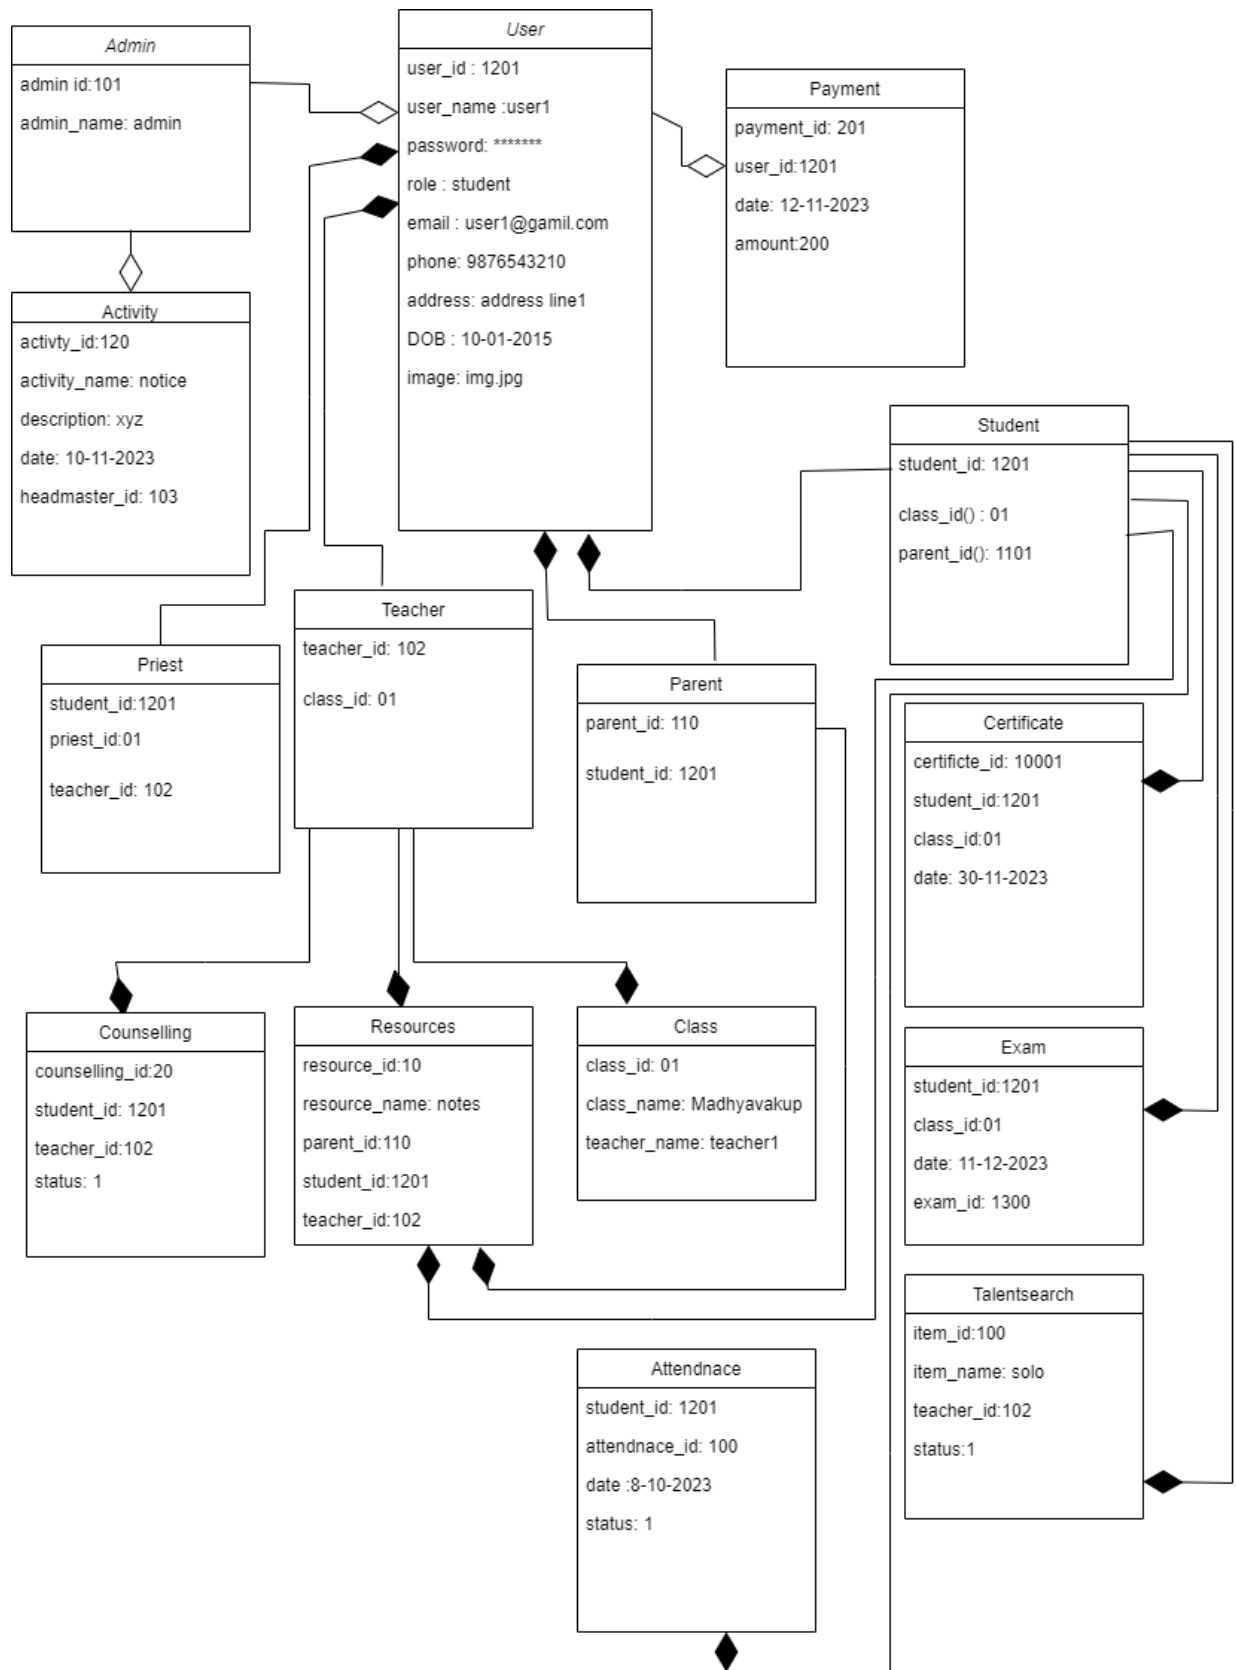 Admin
admin id:101
admin_name: admin
User
user_id : 1201
user_name :user1
password: *******
role : student
email : user1@gamil.com
phone: 9876543210
address: address line1
DOB : 10-01-2015
image: img.jpg
Payment
payment_id: 201
user_id:1201
date: 12-11-2023
amount:200
Activity
activty_id:120
activity_name: notice
description: xyz
date: 10-11-2023
headmaster_id: 103
Student
student_id: 1201
class_id() : 01
parent_id(): 1101
Priest
student_id:1201
priest_id:01
teacher_id: 102
Teacher
teacher_id: 102
class_id: 01
Parent
parent_id: 110
student_id: 1201
Certificate
certificte_id: 10001
student_id:1201
class_id:01
date: 30-11-2023
Counselling
counselling_id:20
student_id: 1201
teacher_id:102
status: 1
Resources
resource_id:10
resource_name: notes
parent_id:110
student_id:1201
teacher_id:102
Class
class_id: 01
class_name: Madhyavakup
teacher_name: teacher1
Exam
student_id:1201
class_id:01
date: 11-12-2023
exam_id: 1300
Talentsearch
item_id:100
item_name: solo
teacher_id:102
status:1
Attendnace
student_id: 1201
attendnace_id: 100
date :8-10-2023
status: 1